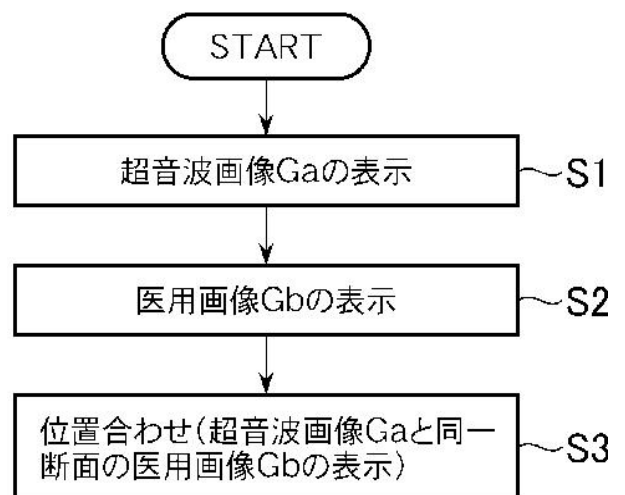 START
超音波画像Gaの表示
S1
医用画像Gbの表示
S2
位置合わせ(超音波画像Gaと同一
断面の医用画像Gbの表示)
S3